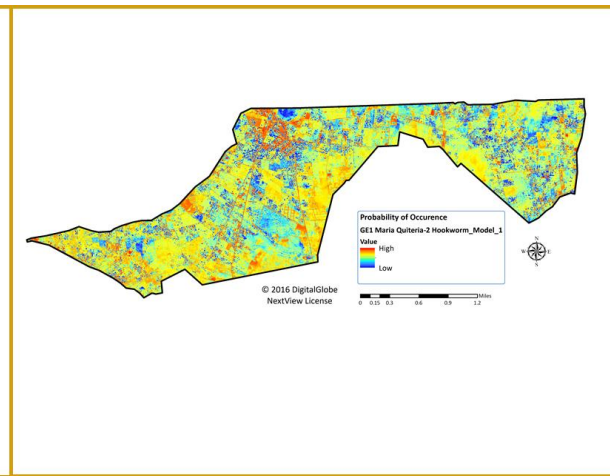 Probability of Occurence
GE1 Maria Quiteria-2 Hookworm_Model_1
Value
High
Low
© 2016 DigitalGlobe
NextView License
N
W E
S
Miles
0 0.15 0.3 0.6 0.9 1.2